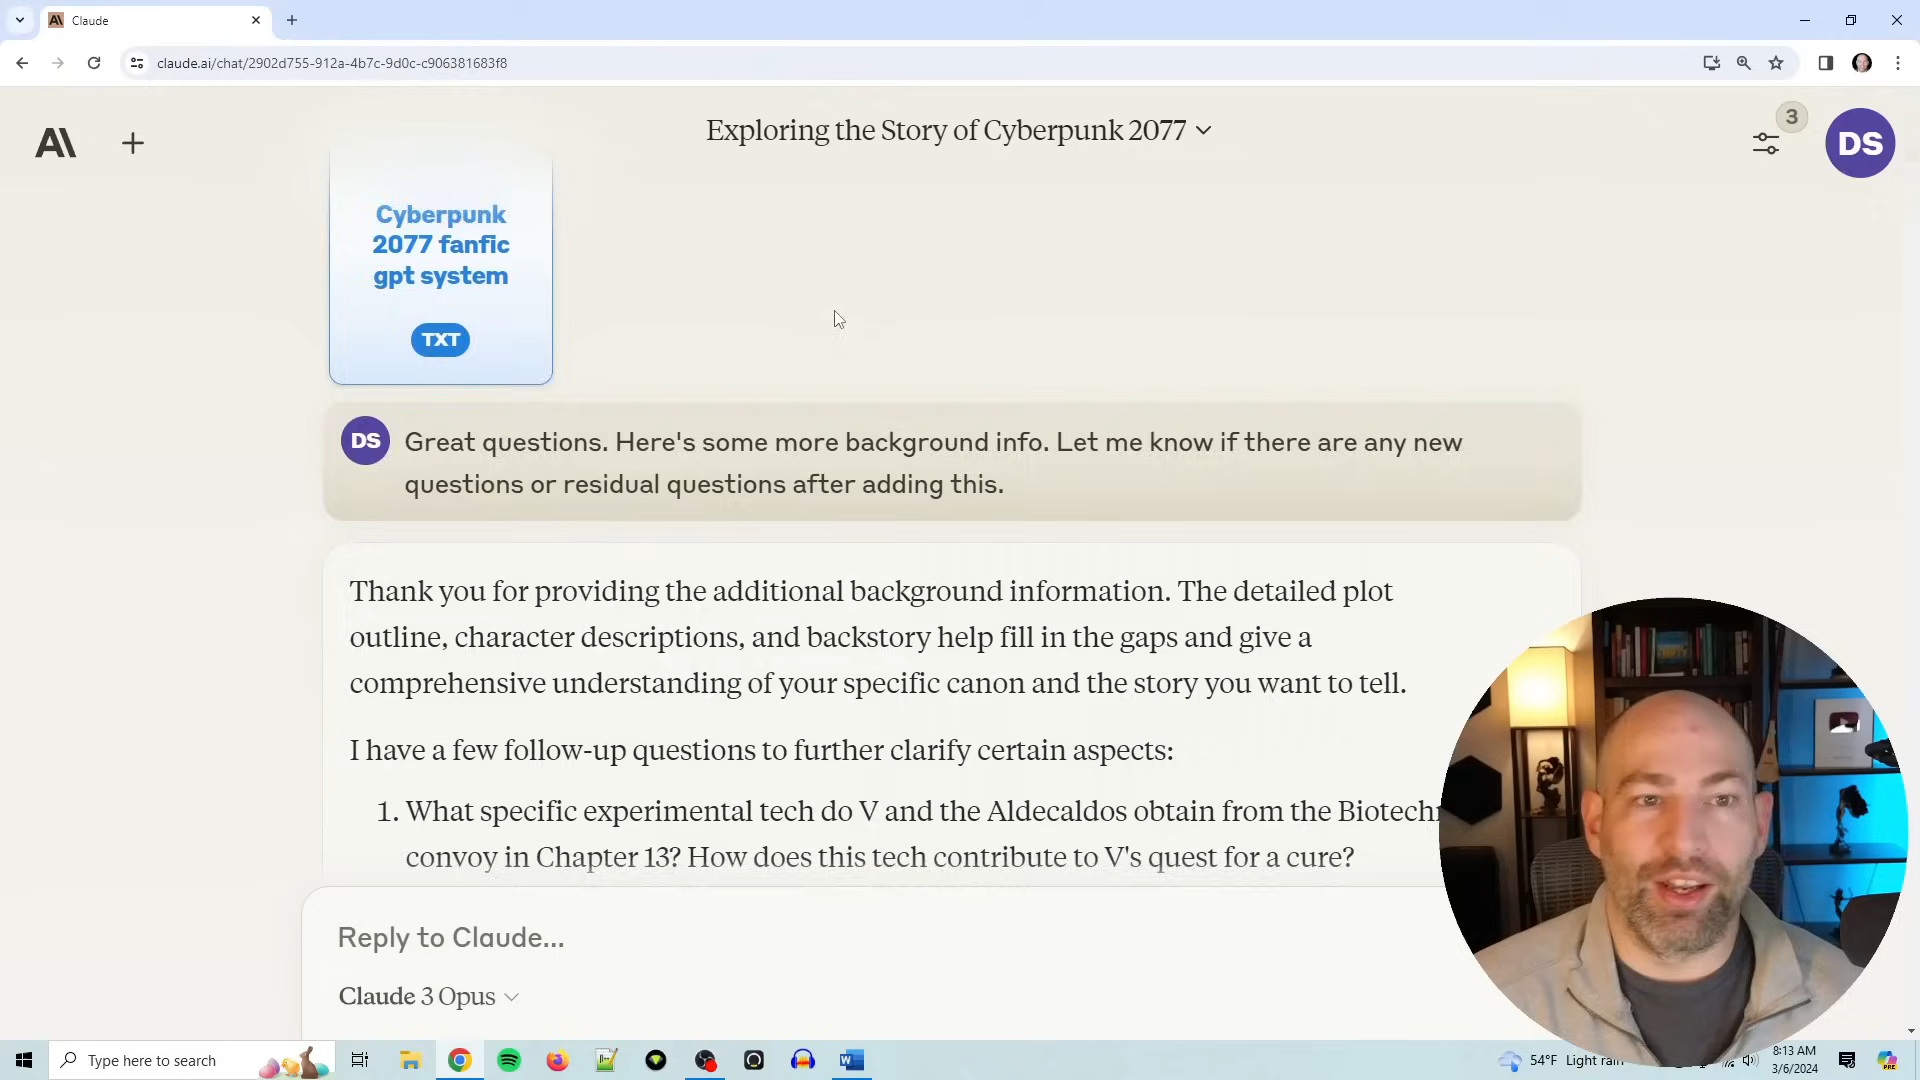 Claude
claude.ai/chat/2902d755-912a-4b7c-9d0c-c906381683f8
Exploring the Story of Cyberpunk 2077
3
DS
Cyberpunk
2077 fanfic
gpt system
TXT
DS
Great questions. Here's some more background info. Let me know if there are any new
questions or residual questions after adding this.
Thank you for providing the additional background information. The detailed plot
outline, character descriptions, and backstory help fill in the gaps and give a
comprehensive understanding of your specific canon and the story you want to tell.
I have a few follow-up questions to further clarify certain aspects:
1. What specific experimental tech do V and the Aldecaldos obtain from the
convoy in Chapter 13? How does this tech contribute to V's quest for a cure?
Reply to Claude...
Claude 3 Opus
Type here to search
54°F Light
8:13 AM
3/6/2024